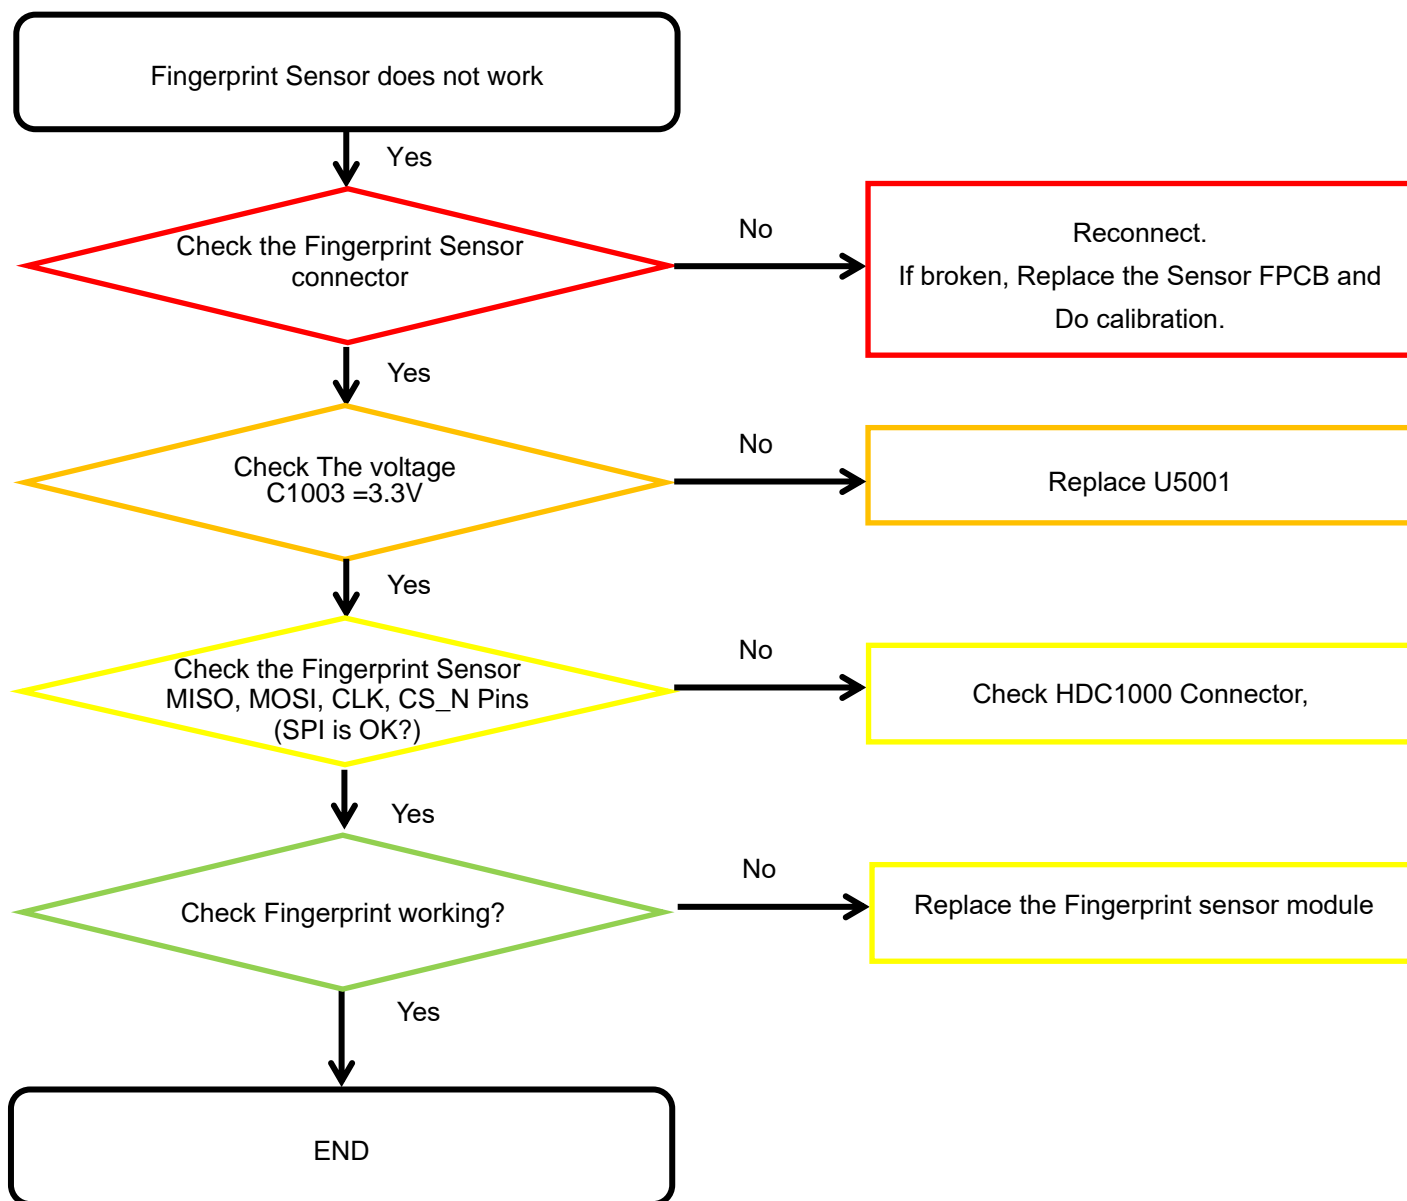 Fingerprint Sensor does not work
Yes
Check the Fingerprint Sensor
connector
No
Reconnect.
If broken, Replace the Sensor FPCB and
Do calibration.
Yes
Check The voltage
C1003 =3.3V
No
Replace U5001
Yes
Check the Fingerprint Sensor
MISO, MOSI, CLK, CS_N Pins
(SPI is OK?)
No
Check HDC1000 Connector,
Yes
Check Fingerprint working?
No
Replace the Fingerprint sensor module
Yes
END